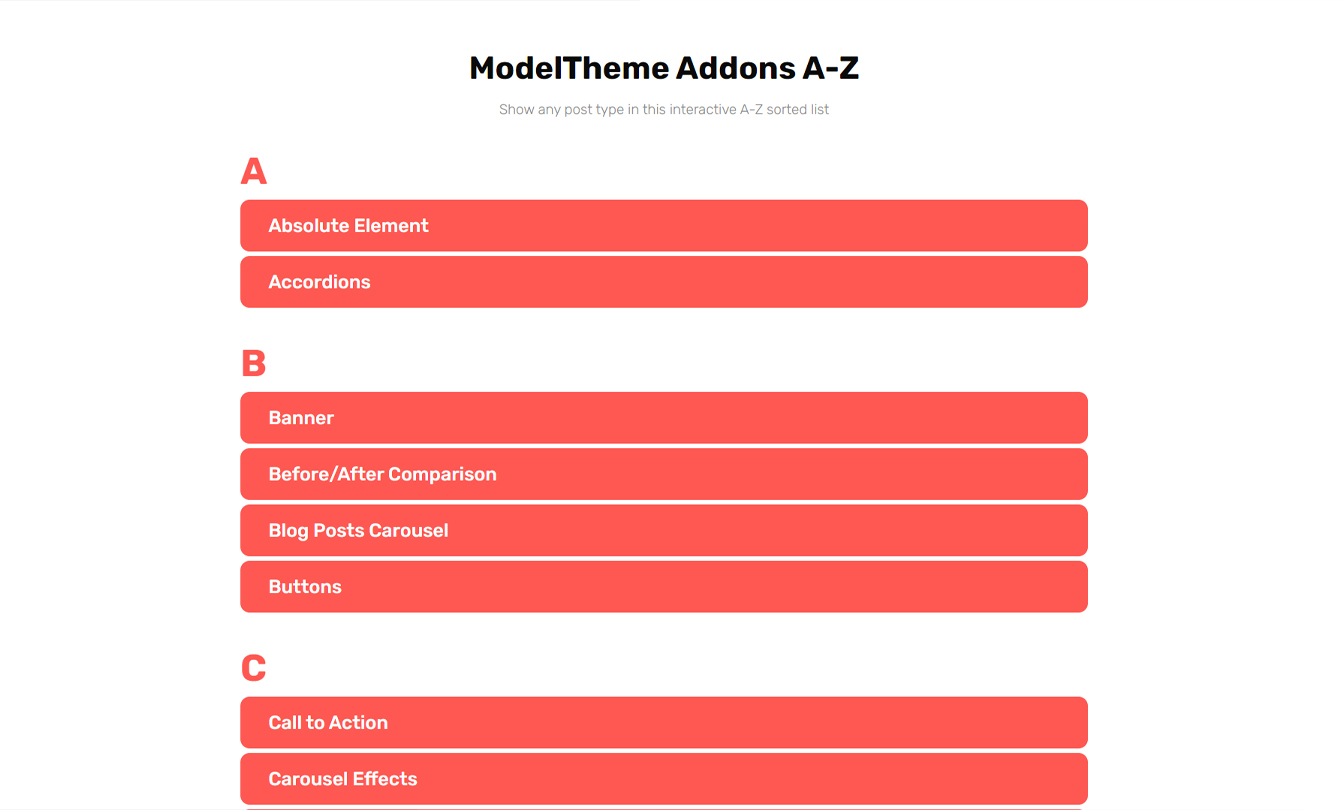 ModelTheme Addons A-Z
Show any post type in this interactive A-Z sorted list
A
Absolute Element
Accordions
B
Banner
Before/After Comparison
Blog Posts Carousel
Buttons
C
Call to Action
Carousel Effects